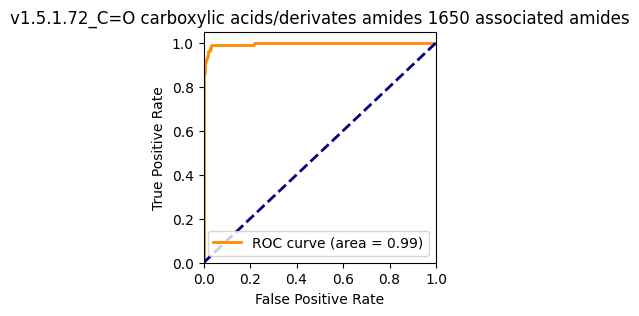 v1.5.1.72_C=O carboxylic acids/derivates amides 1650 associated amides
1.0
0.8
0.6
0.4
0.2
0.0
True Positive Rate
ROC curve (area = 0.99)
0.0 0.2 0.4 0.6 0.8 1.0
False Positive Rate